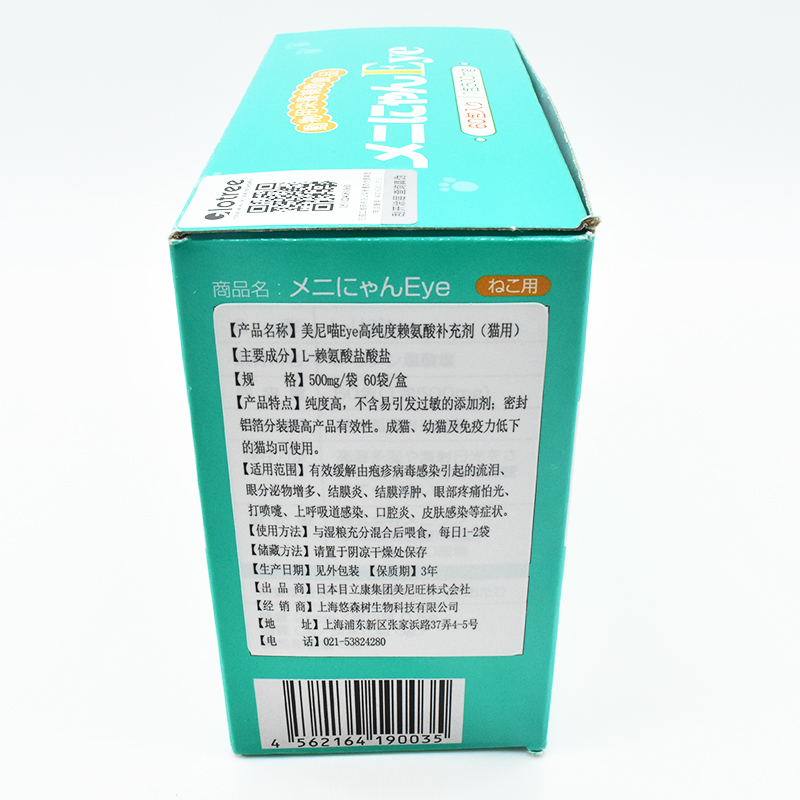 メニにゃんEye
60包入り 1包500mg
elotree
商品名：メニにゃんEye ねこ用
【产品名称】美尼喵Eye高纯度赖氨酸补充剂（猫用）
【主要成分】L-赖氨酸盐酸盐
【规 格】500mg/袋 60袋/盒
【产品特点】纯度高，不含易引发过敏的添加剂；密封
铝箔分装提高产品有效性。成猫、幼猫及免疫力低下
的猫均可使用。
【适用范围】有效缓解由疱疹病毒感染引起的流泪、
眼分泌物增多、结膜炎、结膜浮肿、眼部疼痛怕光、
打喷嚏、上呼吸道感染、口腔炎、皮肤感染等症状。
【使用方法】与湿粮充分混合后喂食，每日1-2袋
【储藏方法】请置于阴凉干燥处保存
【生产日期】见外包装 【保质期】3年
【出 品 商】日本目立康集团美尼旺株式会社
【经 销 商】上海悠森树生物科技有限公司
【地 址】上海浦东新区张家浜路37弄4-5号
【电 话】021-53824280
4 562164 190035